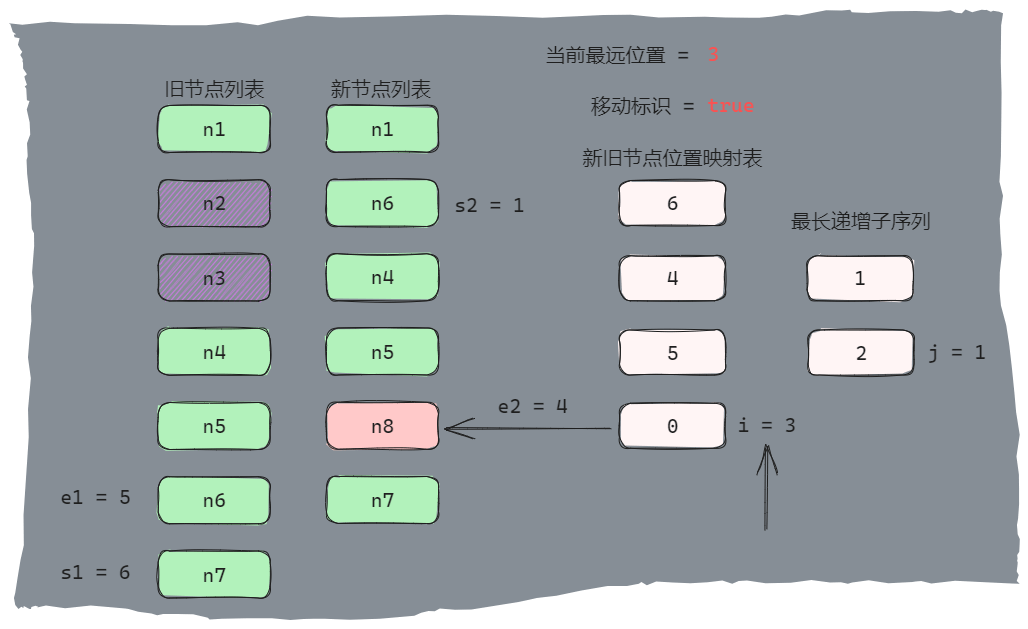 当前最远位置 = 3
移动标识 = true
旧节点列表
新节点列表
新旧节点位置映射表
最长递增子序列
n1
n1
n2
n6
s2 = 1
6
n3
n4
4
1
n4
n5
5
2
j = 1
n5
n8
e2 = 4
0
i = 3
e1 = 5
n6
n7
s1 = 6
n7